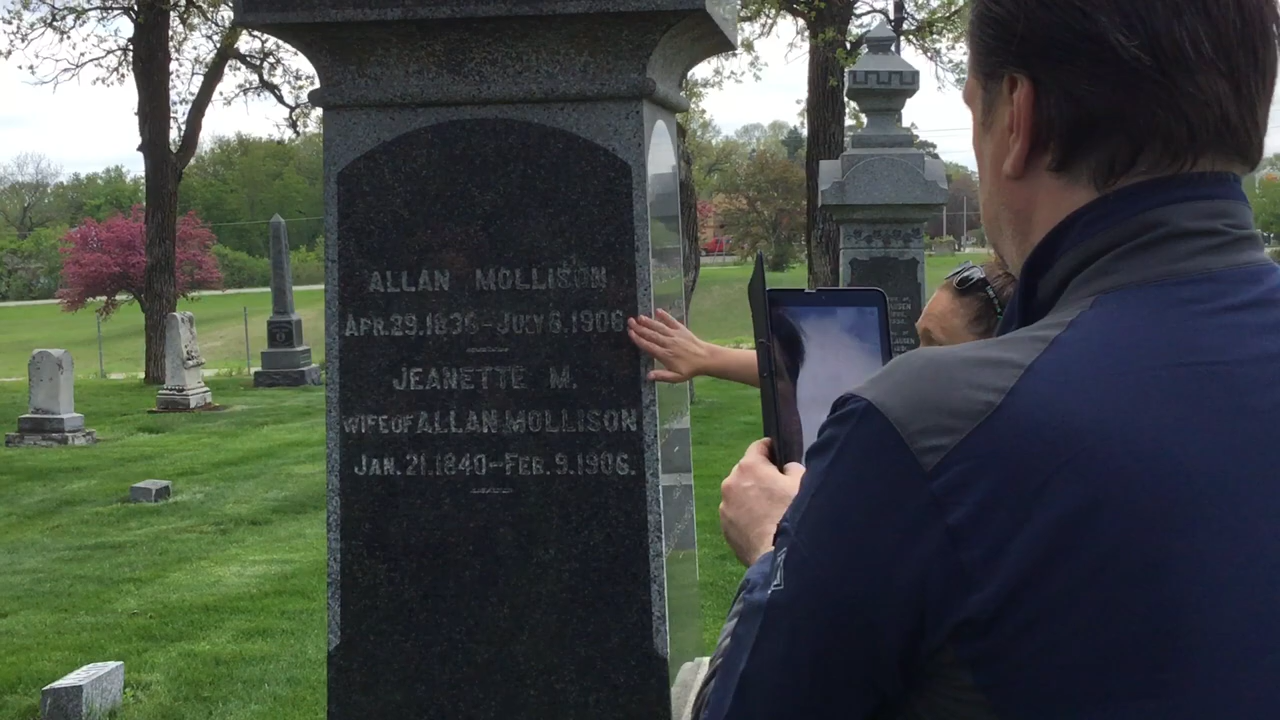 ALLAN MOLLISON
APR.29.1836-JULY 6.1906
JEANETTE M.
WIFE OF ALLAN MOLLISON
JAN.21.1840-FEB.9.1906.